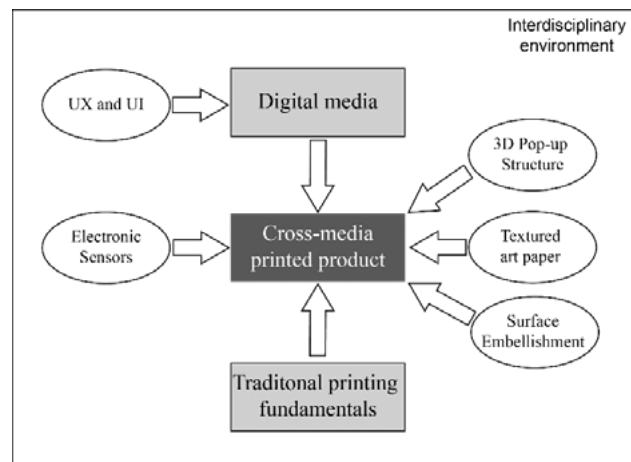 Interdisciplinary
environment
UX and UI
Digital media
3D Pop-up
Structure
Electronic
Sensors
Cross-media
printed product
Textured
art paper
Surface
Embellishment
Traditonal printing
fundamentals